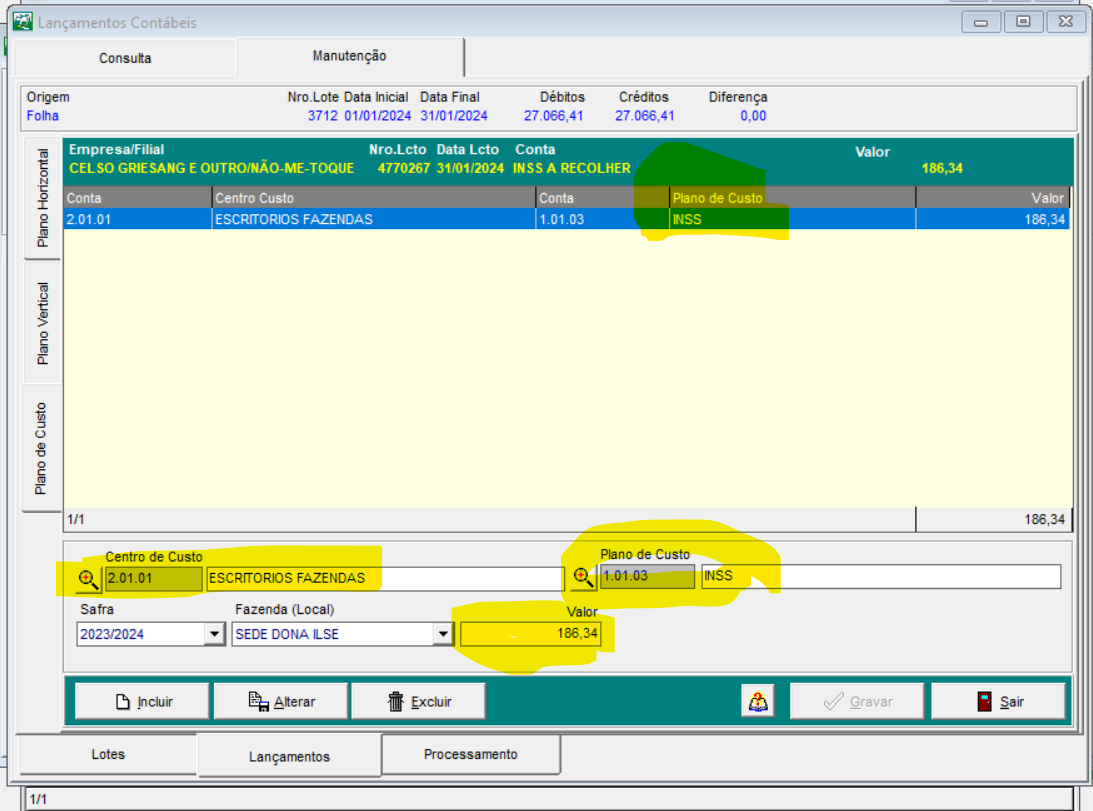 Lançamentos Contábeis
Consulta Manutenção
Origem Nro.Lote Data Inicial Data Final Débitos Créditos Diferença
Folha 3712 01/01/2024 31/01/2024 27.066,41 27.066,41 0,00
Plano Horizontal
Plano Vertical
Plano de Custo
Empresa/Filial Nro.Lcto Data Lcto Conta Valor
CELSO GRIESANG E OUTRO/NÃO-ME-TOQUE 4770267 31/01/2024 INSS A RECOLHER 186,34
Conta Centro Custo Conta Plano de Custo Valor
2.01.01 ESCRITORIOS FAZENDAS 1.01.03 INSS 186,34
1/1 186,34
Centro de Custo Plano de Custo
2.01.01 ESCRITORIOS FAZENDAS 1.01.03 INSS
Safra Fazenda (Local) Valor
2023/2024 SEDE DONA ILSE 186,34
Incluir Alterar Excluir Gravar Sair
Lotes Lançamentos Processamento
1/1